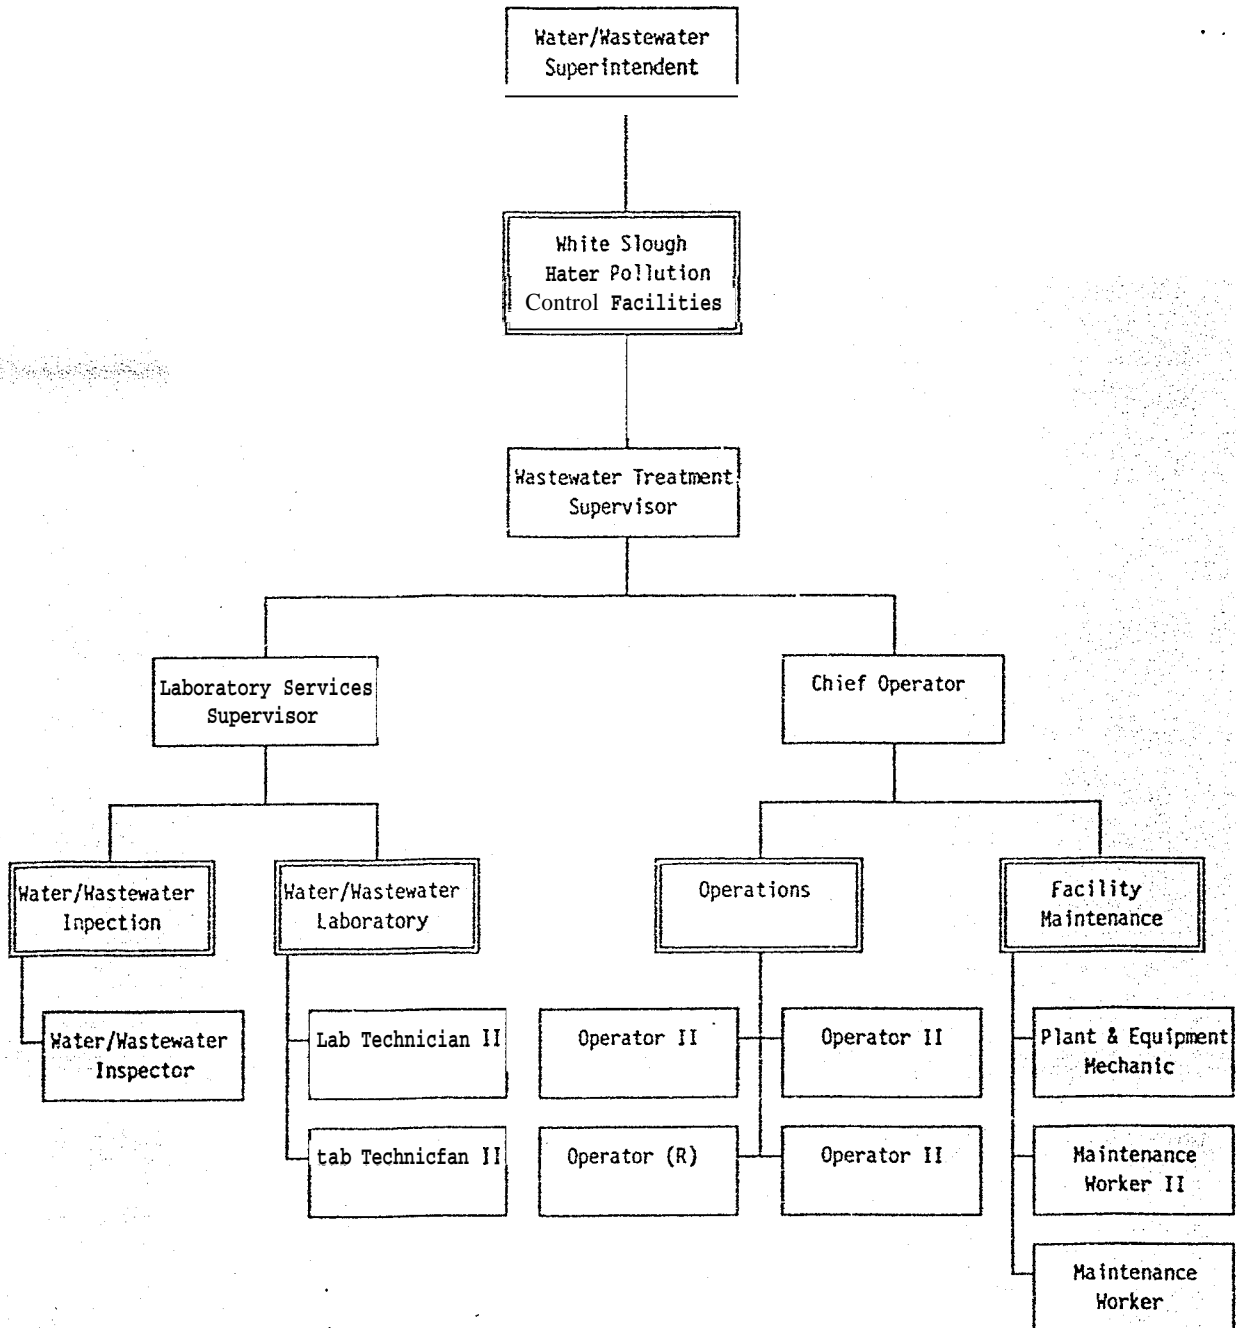 Water/Wastewater
Superintendent
White Slough
Hater Pollution
Control Facilities
Wastewater Treatment
Supervisor
Laboratory Services
Supervisor
Chief Operator
Water/Wastewater
Inpection
Water/Wastewater
Laboratory
Operations
Facility
Maintenance
Water/Wastewater
Inspector
Lab Technician II
Operator II
Operator II
Plant & Equipment
Mechanic
tab Technicfan II
Operator (R)
Operator II
Maintenance
Worker II
Maintenance
Worker